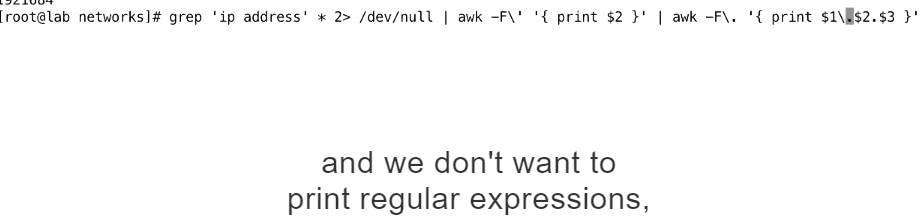 1921684
[root@lab networks]# grep 'ip address' * 2> /dev/null | awk -F\' '{ print $2 }' | awk -F\. '{ print $1\.$2.$3 }'
and we don't want to
print regular expressions,